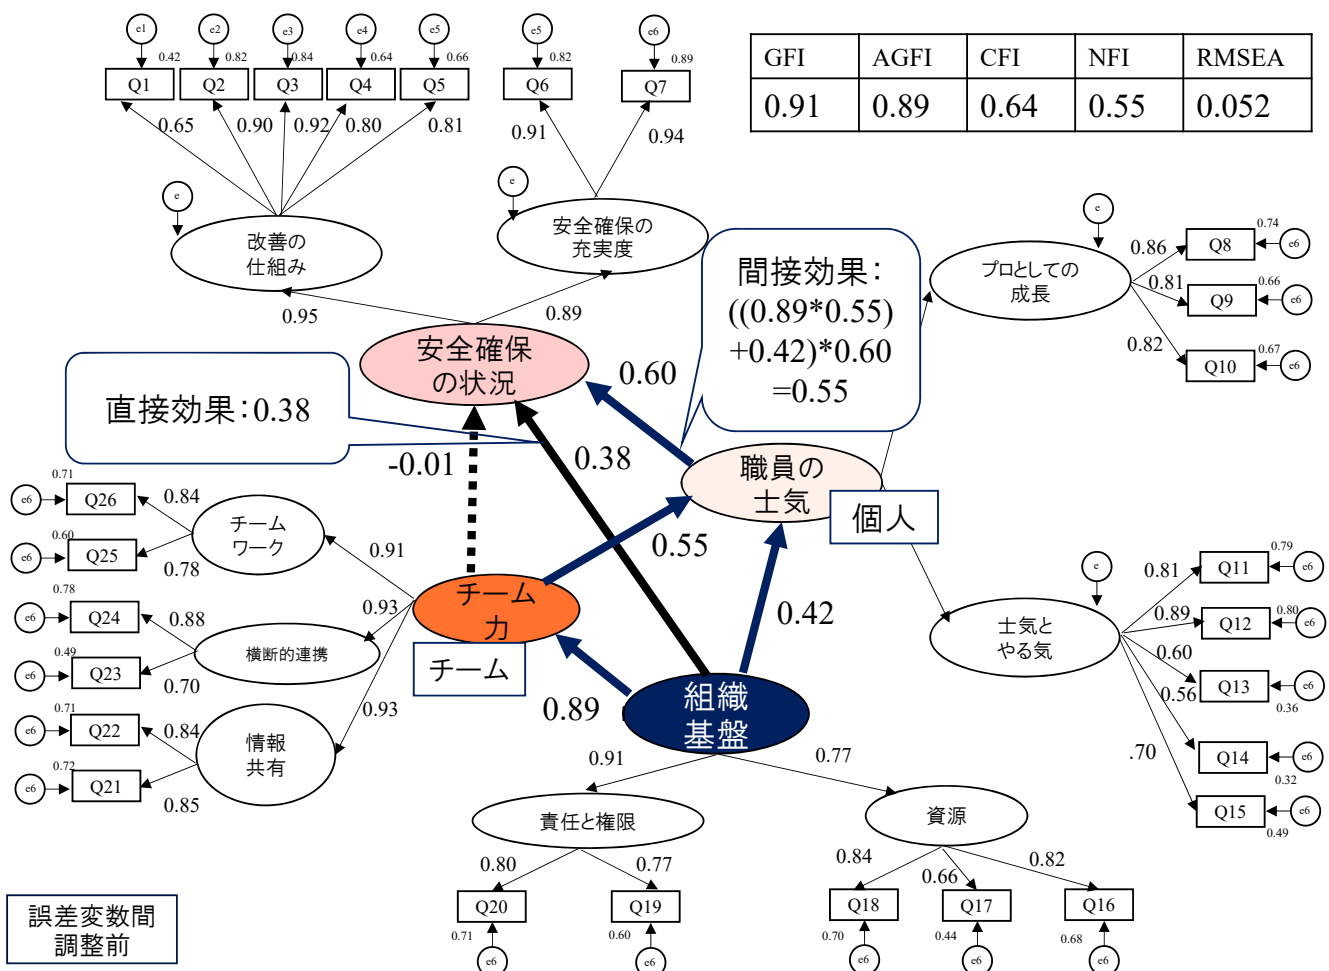 e1
e2
e3
e4
e5
e5
e6
0.42
0.82
0.84
0.64
0.66
0.82
0.89
Q1
Q2
Q3
Q4
Q5
Q6
Q7
0.65
0.90
0.92
0.80
0.81
0.91
0.94
GFI
AGFI
CFI
NFI
RMSEA
0.91
0.89
0.64
0.55
0.052
e
改善の
仕組み
e
安全確保の
充実度
0.95
0.89
安全確保
の状況
直接効果：0.38
間接効果：
((0.89*0.55)
+0.42)*0.60
=0.55
0.60
0.38
-0.01
0.55
0.42
0.89
職員の
士気
個人
チーム
力
チーム
組織
基盤
e
プロとしての
成長
0.86
0.81
0.82
Q8
0.74
e6
Q9
0.66
e6
Q10
0.67
e6
e
士気と
やる気
0.81
0.89
0.60
0.56
.70
Q11
0.79
e6
Q12
0.80
e6
Q13
0.36
e6
Q14
0.32
e6
Q15
0.49
e6
0.71
e6
Q26
0.84
0.60
e6
Q25
0.78
チーム
ワーク
0.91
0.78
e6
Q24
0.88
0.49
e6
Q23
0.70
横断的連携
0.93
0.71
e6
Q22
0.84
0.72
e6
Q21
0.85
情報
共有
0.93
0.91
0.77
責任と権限
資源
0.80
0.77
0.84
0.66
0.82
Q20
Q19
Q18
Q17
Q16
0.71
0.60
0.70
0.44
0.68
e6
e6
e6
e6
e6
誤差変数間
調整前